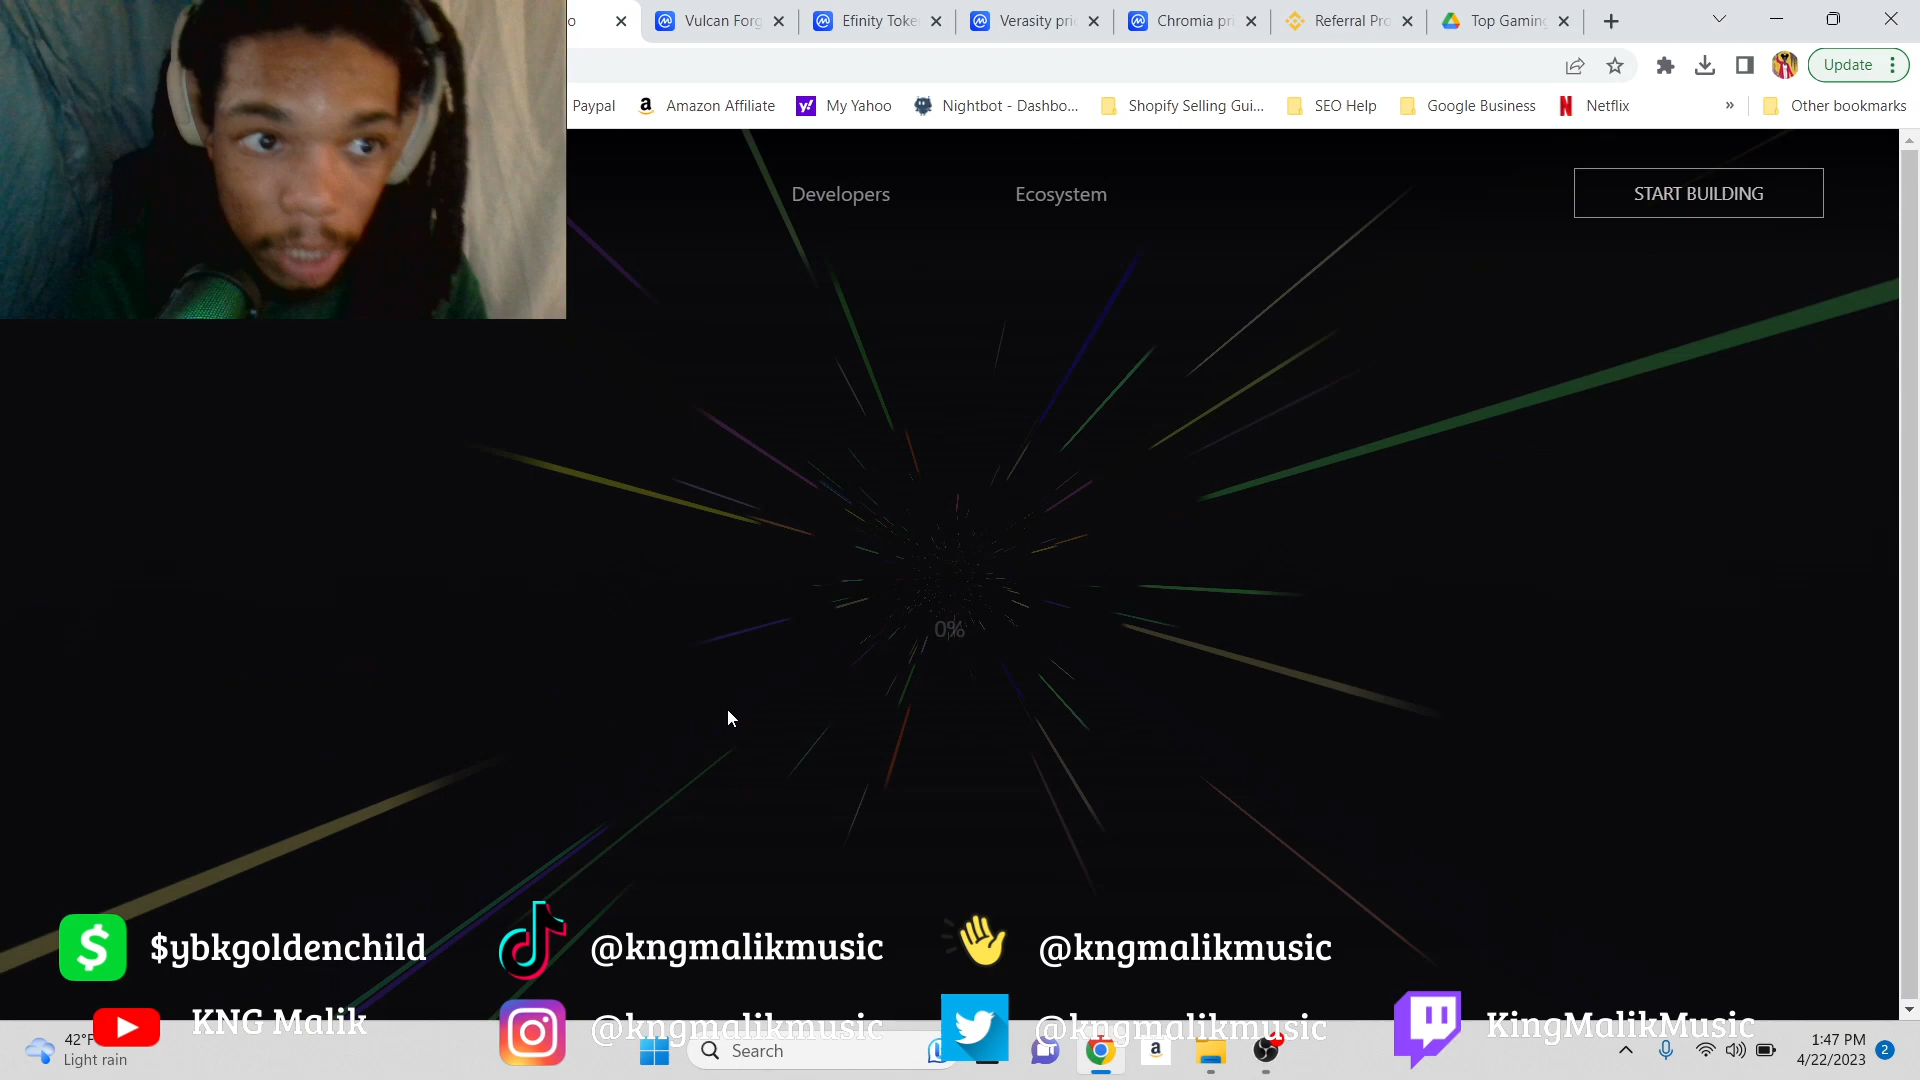 o
Vulcan Forg
Efinity Toke
Verasity pri
Chromia pri
Referral Pro
Top Gaming
Update
Paypal
Amazon Affiliate
My Yahoo
Nightbot - Dashbo...
Shopify Selling Gui...
SEO Help
Google Business
Netflix
»
Other bookmarks
Developers
Ecosystem
START BUILDING
0%
$ybkgoldenchild
@kngmalikmusic
@kngmalikmusic
KNG Malik
@kngmalikmusic
@kngmalikmusic
KingMalikMusic
42°F
Light rain
Search
1:47 PM
4/22/2023
2